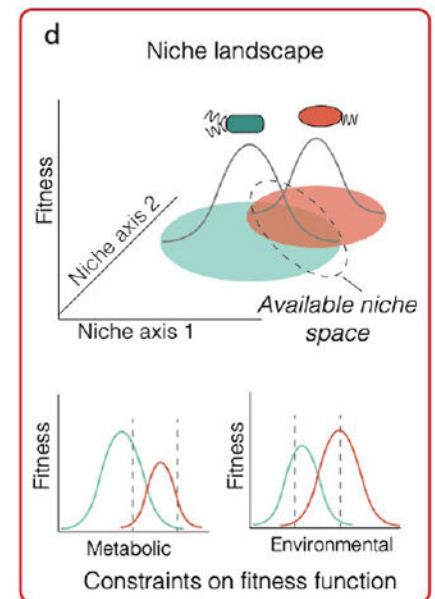 d
Niche landscape
Fitness
Niche axis 2
Niche axis 1
Available niche
space
Fitness
Metabolic
Fitness
Environmental
Constraints on fitness function